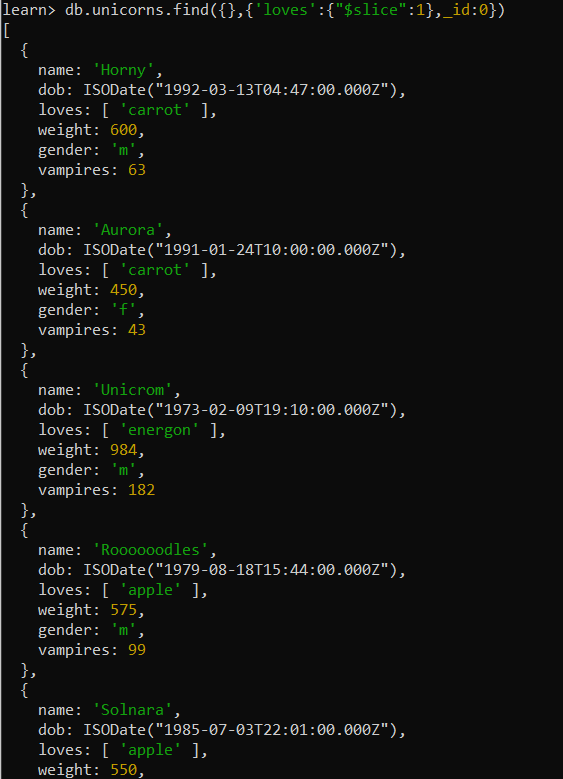 learn> db.unicorns.find({},{'loves':{"$slice":1},_id:0})
[
  {
    name: 'Horny',
    dob: ISODate("1992-03-13T04:47:00.000Z"),
    loves: [ 'carrot' ],
    weight: 600,
    gender: 'm',
    vampires: 63
  },
  {
    name: 'Aurora',
    dob: ISODate("1991-01-24T10:00:00.000Z"),
    loves: [ 'carrot' ],
    weight: 450,
    gender: 'f',
    vampires: 43
  },
  {
    name: 'Unicrom',
    dob: ISODate("1973-02-09T19:10:00.000Z"),
    loves: [ 'energon' ],
    weight: 984,
    gender: 'm',
    vampires: 182
  },
  {
    name: 'Roooooodles',
    dob: ISODate("1979-08-18T15:44:00.000Z"),
    loves: [ 'apple' ],
    weight: 575,
    gender: 'm',
    vampires: 99
  },
  {
    name: 'Solnara',
    dob: ISODate("1985-07-03T22:01:00.000Z"),
    loves: [ 'apple' ],
    weight: 550,